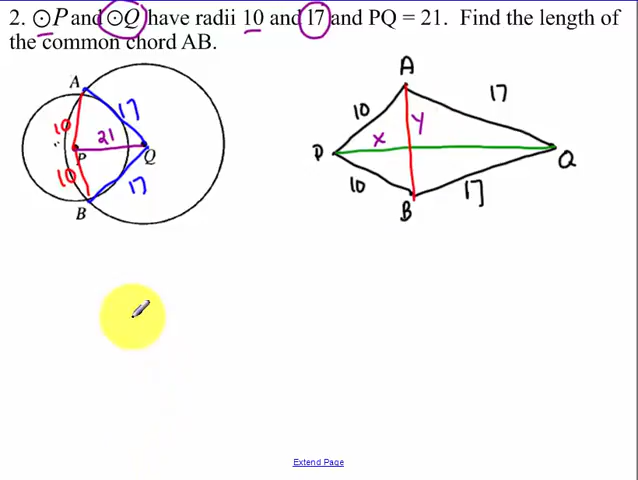 2. ⊙P and ⊙Q have radii 10 and 17 and PQ = 21. Find the length of
the common chord AB.
A
17
10
21
P
Q
10
17
B
A
10
17
y
x
P
Q
10
17
B
Extend Page